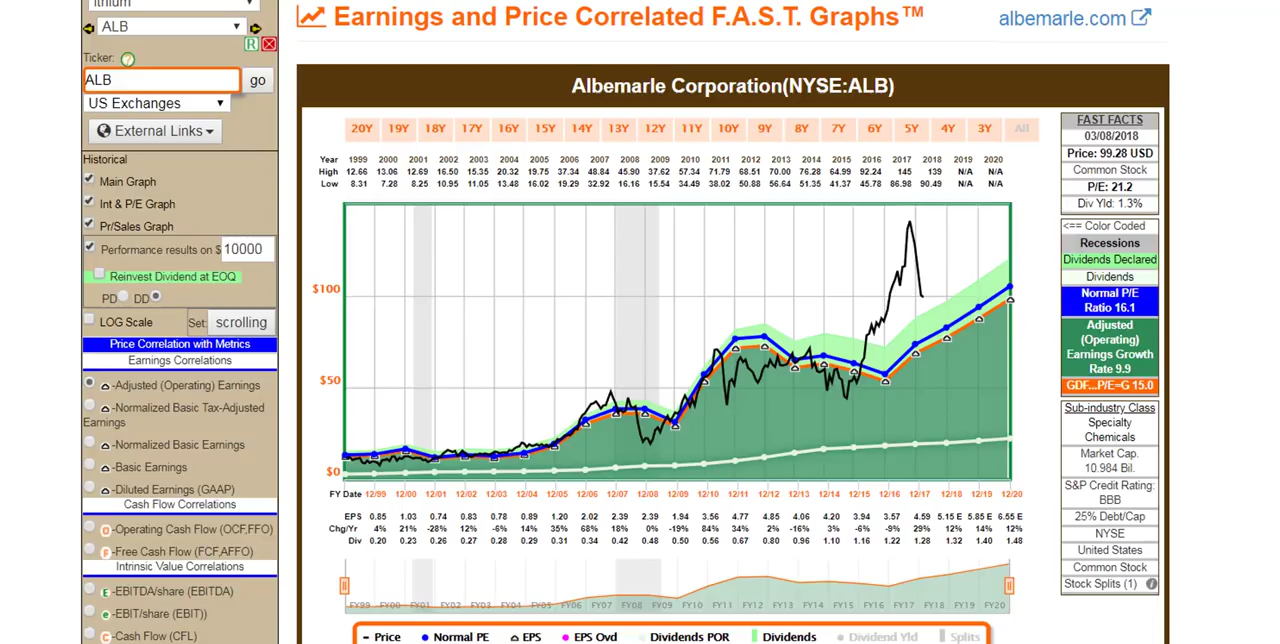 ithium
ALB
R
Ticker: ?
ALB
go
US Exchanges
External Links
Historical
Main Graph
Int & P/E Graph
Pr/Sales Graph
Performance results on $ 10000
Reinvest Dividend at EOQ
PD DD
LOG Scale Set: scrolling
Price Correlation with Metrics
Earnings Correlations
-Adjusted (Operating) Earnings
-Normalized Basic Tax-Adjusted
Earnings
-Normalized Basic Earnings
-Basic Earnings
-Diluted Earnings (GAAP)
Cash Flow Correlations
O -Operating Cash Flow (OCF,FFO)
F -Free Cash Flow (FCF,AFFO)
Intrinsic Value Correlations
E -EBITDA/share (EBITDA)
e -EBIT/share (EBIT))
C -Cash Flow (CFL)
Earnings and Price Correlated F.A.S.T. Graphs™
albemarle.com
Albemarle Corporation(NYSE:ALB)
20Y 19Y 18Y 17Y 16Y 15Y 14Y 13Y 12Y 11Y 10Y 9Y 8Y 7Y 6Y 5Y 4Y 3Y All
Year 1999 2000 2001 2002 2003 2004 2005 2006 2007 2008 2009 2010 2011 2012 2013 2014 2015 2016 2017 2018 2019 2020
High 12.66 13.06 12.69 16.50 15.35 20.32 19.75 37.34 48.84 45.90 37.62 57.34 71.79 68.51 70.00 76.28 64.99 92.24 145 139 N/A N/A
Low 8.31 7.28 8.25 10.95 11.05 13.48 16.02 19.29 32.92 16.16 15.54 34.49 38.02 50.88 56.64 51.35 41.37 45.78 86.98 90.49 N/A N/A
$100
$50
$0
FY Date 12/99 12/00 12/01 12/02 12/03 12/04 12/05 12/06 12/07 12/08 12/09 12/10 12/11 12/12 12/13 12/14 12/15 12/16 12/17 12/18 12/19 12/20
EPS 0.85 1.03 0.74 0.83 0.78 0.89 1.20 2.02 2.39 2.39 1.94 3.56 4.77 4.85 4.06 4.20 3.94 3.57 4.59 5.15 E 5.85 E 6.55 E
Chg/Yr 4% 21% -28% 12% -6% 14% 35% 68% 18% 0% -19% 84% 34% 2% -16% 3% -6% -9% 29% 12% 14% 12%
Div 0.20 0.23 0.26 0.27 0.28 0.29 0.31 0.34 0.42 0.48 0.50 0.56 0.67 0.80 0.96 1.10 1.16 1.22 1.28 1.32 1.40 1.48
FY99 FY00 FY01 FY02 FY03 FY04 FY05 FY06 FY07 FY08 FY09 FY10 FY11 FY12 FY13 FY14 FY15 FY16 FY17 FY18 FY19 FY20
Price Normal PE EPS EPS Ovd Dividends POR Dividends Dividend Yld Splits
FAST FACTS
03/08/2018
Price: 99.28 USD
Common Stock
P/E: 21.2
Div Yld: 1.3%
<== Color Coded
Recessions
Dividends Declared
Dividends
Normal P/E
Ratio 16.1
Adjusted
(Operating)
Earnings Growth
Rate 9.9
GDF...P/E=G 15.0
Sub-industry Class
Specialty
Chemicals
Market Cap.
10.984 Bil.
S&P Credit Rating:
BBB
25% Debt/Cap
NYSE
United States
Common Stock
Stock Splits (1) i